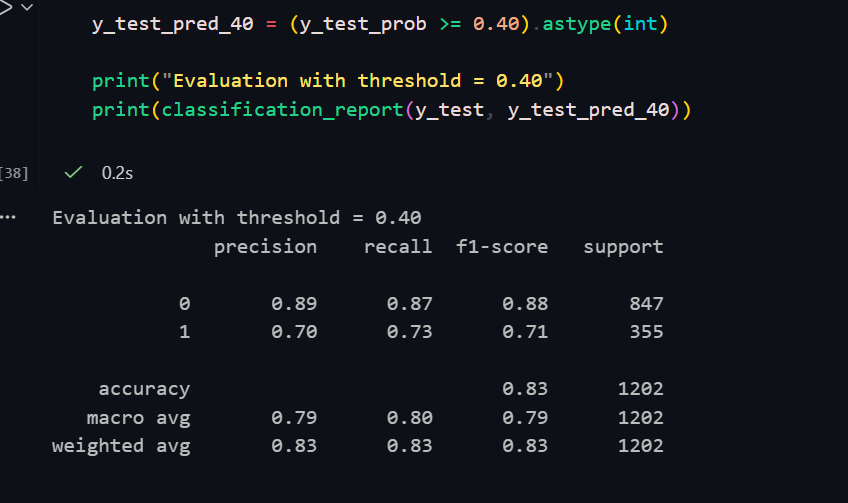 y_test_pred_40 = (y_test_prob >= 0.40).astype(int)
print("Evaluation with threshold = 0.40")
print(classification_report(y_test, y_test_pred_40))
[38]
0.2s
Evaluation with threshold = 0.40
precision recall f1-score support
0 0.89 0.87 0.88 847
1 0.70 0.73 0.71 355
accuracy 0.83 1202
macro avg 0.79 0.80 0.79 1202
weighted avg 0.83 0.83 0.83 1202